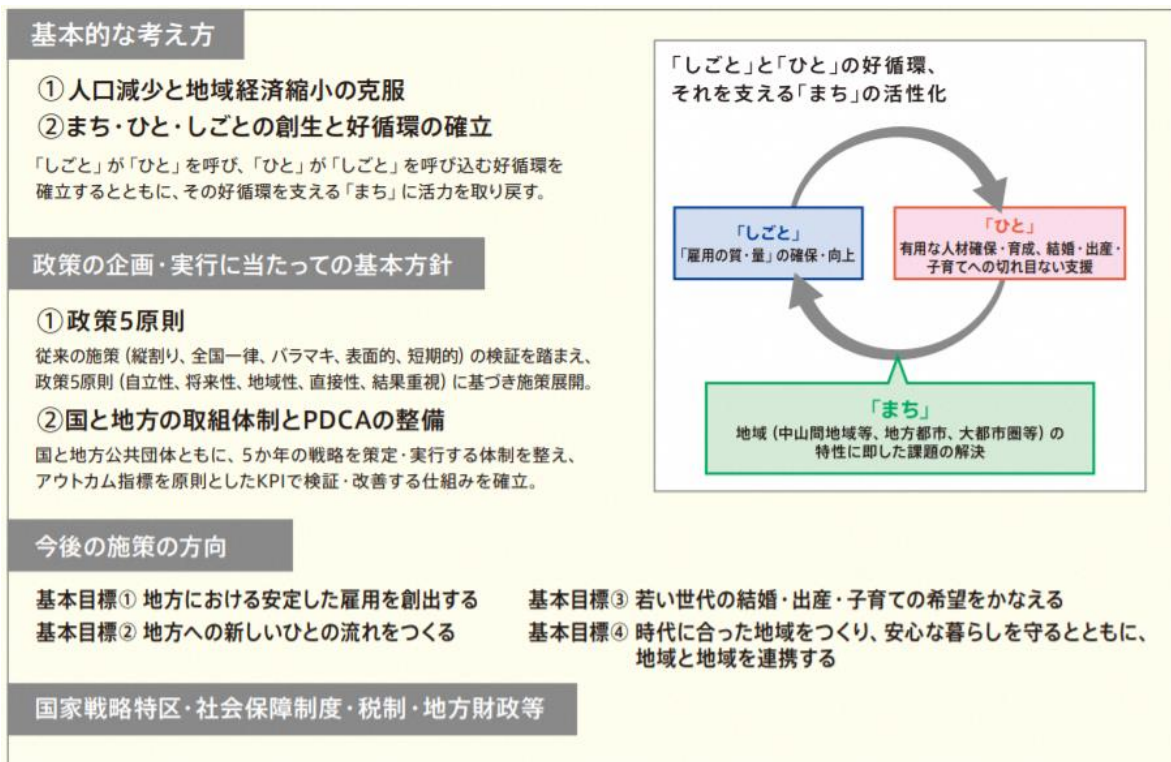 基本的な考え方
①人口減少と地域経済縮小の克服
②まち・ひと・しごとの創生と好循環の確立
「しごと」が「ひと」を呼び、「ひと」が「しごと」を呼び込む好循環を
確立するとともに、その好循環を支える「まち」に活力を取り戻す。
政策の企画・実行に当たっての基本方針
①政策5原則
従来の施策(縦割り、全国一律、バラマキ、表面的、短期的)の検証を踏まえ、
政策5原則(自立性、将来性、地域性、直接性、結果重視)に基づき施策展開。
②国と地方の取組体制とPDCAの整備
国と地方公共団体ともに、5か年の戦略を策定・実行する体制を整え、
アウトカム指標を原則としたKPIで検証・改善する仕組みを確立。
「しごと」と「ひと」の好循環、
それを支える「まち」の活性化
「しごと」
「雇用の質・量」の確保・向上
「ひと」
有用な人材確保・育成、結婚・出産・
子育てへの切れ目ない支援
「まち」
地域(中山間地域等、地方都市、大都市圏等)の
特性に即した課題の解決
今後の施策の方向
基本目標① 地方における安定した雇用を創出する
基本目標② 地方への新しいひとの流れをつくる
基本目標③ 若い世代の結婚・出産・子育ての希望をかなえる
基本目標④ 時代に合った地域をつくり、安心な暮らしを守るとともに、
地域と地域を連携する
国家戦略特区・社会保障制度・税制・地方財政等